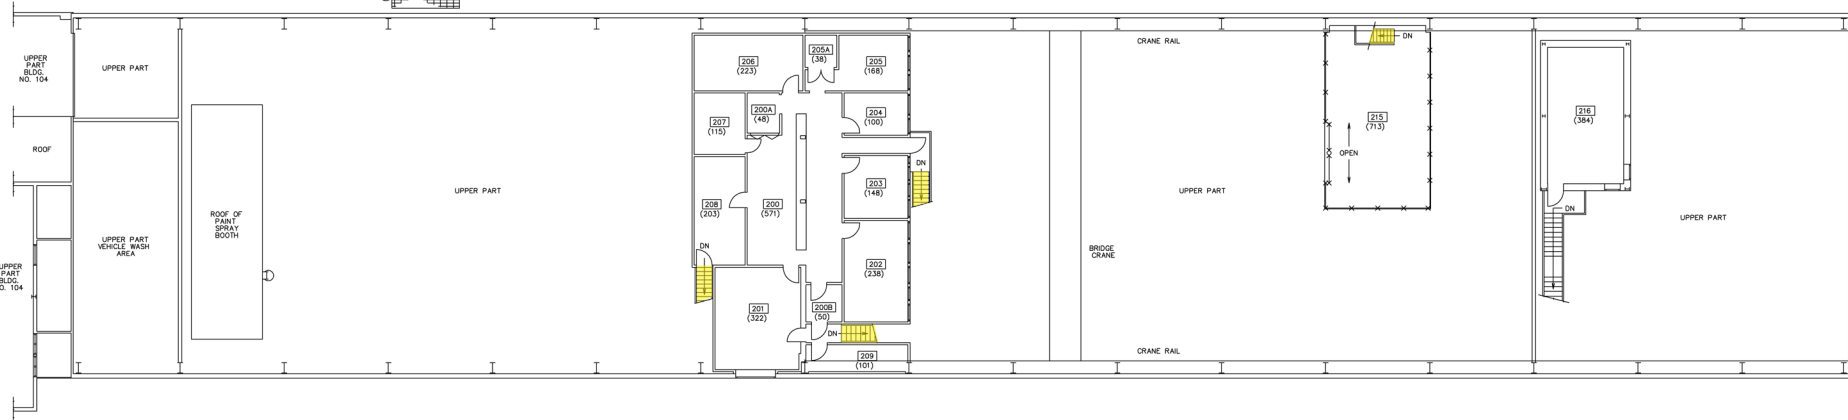 UPPER
PART
BLDG.
NO. 104
UPPER PART
ROOF
UPPER PART
VEHICLE WASH
AREA
UPPER
PART
BLDG.
NO. 104
ROOF OF
PAINT
SPRAY
BOOTH
UPPER PART
206
(223)
205A
(38)
205
(168)
207
(115)
200A
(48)
204
(100)
DN
203
(148)
208
(203)
200
(571)
DN
202
(238)
201
(322)
200B
(50)
DN
209
(101)
CRANE RAIL
UPPER PART
BRIDGE
CRANE
CRANE RAIL
DN
215
(713)
OPEN
216
(384)
DN
UPPER PART